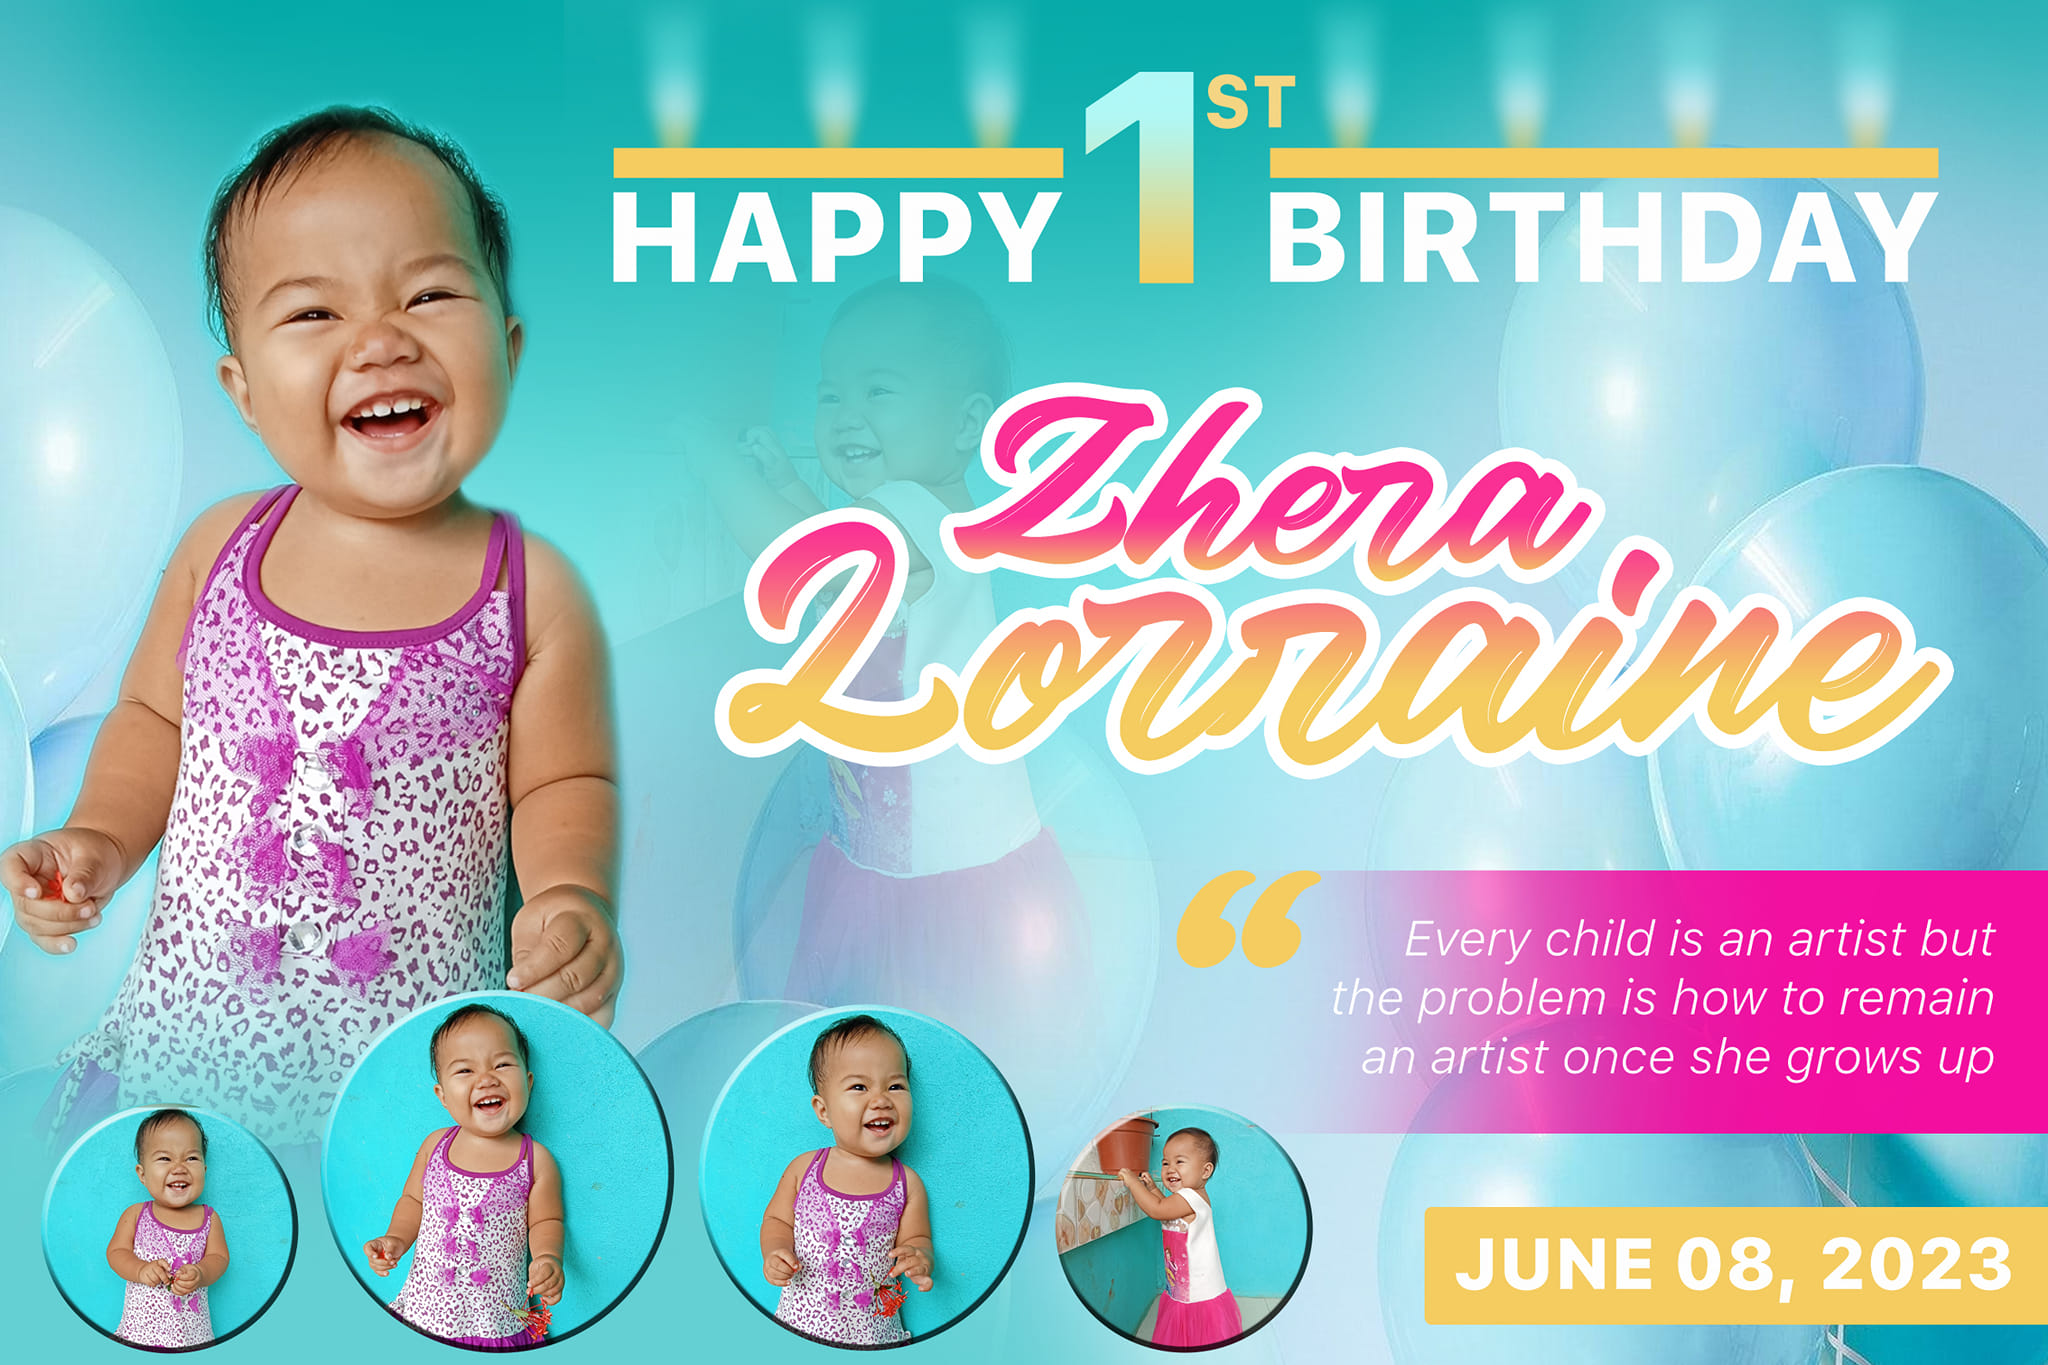 HAPPY 1ST BIRTHDAY
Zhera
Lorraine
“ Every child is an artist but
the problem is how to remain
an artist once she grows up
JUNE 08, 2023